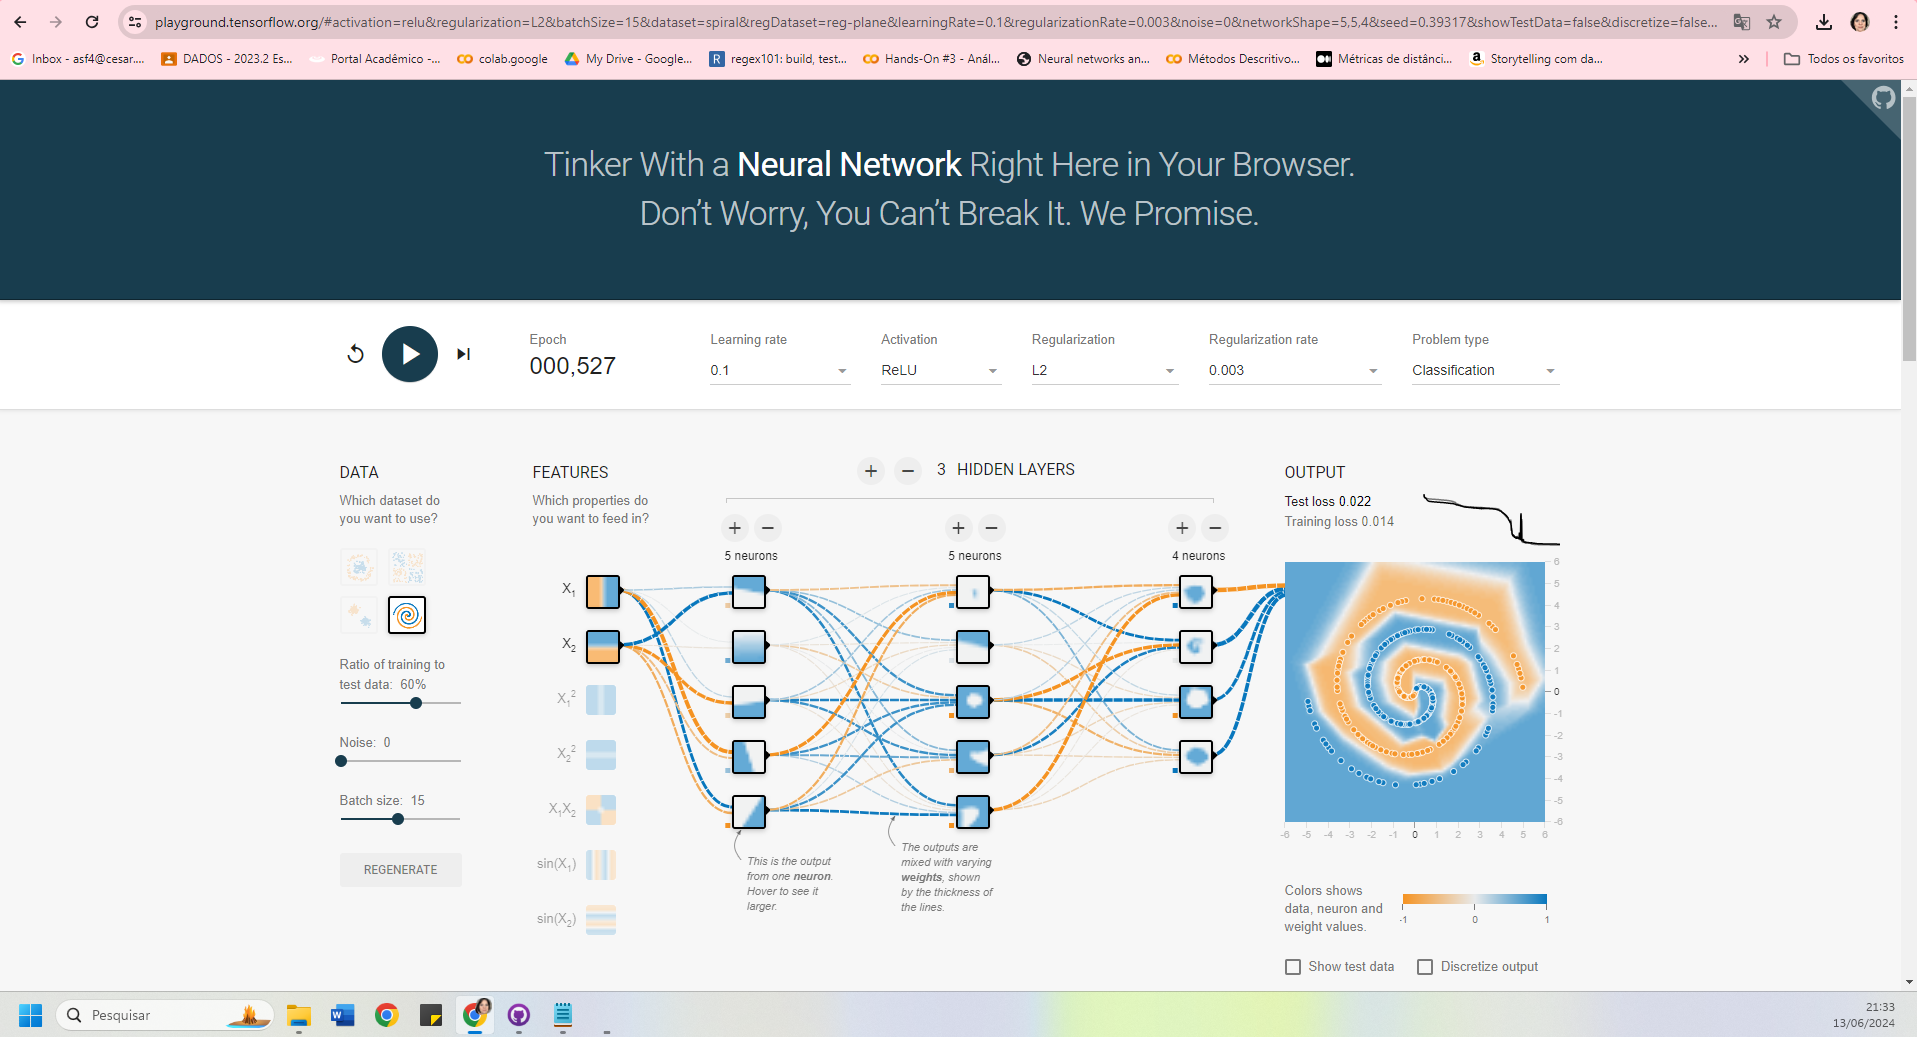 playground.tensorflow.org/#activation=relu&regularization=L2&batchSize=15&dataset=spiral&regDataset=reg-plane&learningRate=0.1&regularizationRate=0.003&noise=0&networkShape=5,5,4&seed=0.39317&showTestData=false&discretize=false...
Inbox - asf4@cesar....
DADOS - 2023.2 Es...
Portal Acadêmico -...
colab.google
My Drive - Google...
regex101: build, test...
Hands-On #3 - Anál...
Neural networks an...
Métodos Descritivo...
Métricas de distânci...
Storytelling com da...
»
Todos os favoritos
Tinker With a Neural Network Right Here in Your Browser.
Don't Worry, You Can't Break It. We Promise.
Epoch
000,527
Learning rate
0.1
Activation
ReLU
Regularization
L2
Regularization rate
0.003
Problem type
Classification
DATA
Which dataset do
you want to use?
Ratio of training to
test data: 60%
Noise: 0
Batch size: 15
REGENERATE
FEATURES
Which properties do
you want to feed in?
X1
X2
X1²
X2²
X1X2
sin(X1)
sin(X2)
+ − 3 HIDDEN LAYERS
+ −
5 neurons
+ −
5 neurons
+ −
4 neurons
This is the output
from one neuron.
Hover to see it
larger.
The outputs are
mixed with varying
weights, shown
by the thickness of
the lines.
OUTPUT
Test loss 0.022
Training loss 0.014
6
5
4
3
2
1
0
-1
-2
-3
-4
-5
-6
-6 -5 -4 -3 -2 -1 0 1 2 3 4 5 6
Colors shows
data, neuron and
weight values.
-1 0 1
Show test data
Discretize output
Pesquisar
21:33
13/06/2024